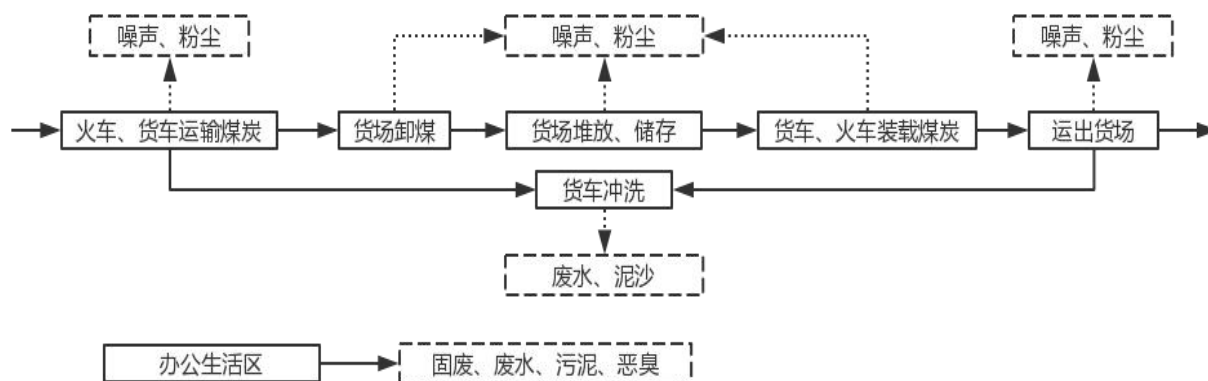 噪声、粉尘
噪声、粉尘
噪声、粉尘
火车、货车运输煤炭
货场卸煤
货场堆放、储存
货车、火车装载煤炭
运出货场
货车冲洗
废水、泥沙
办公生活区
固废、废水、污泥、恶臭